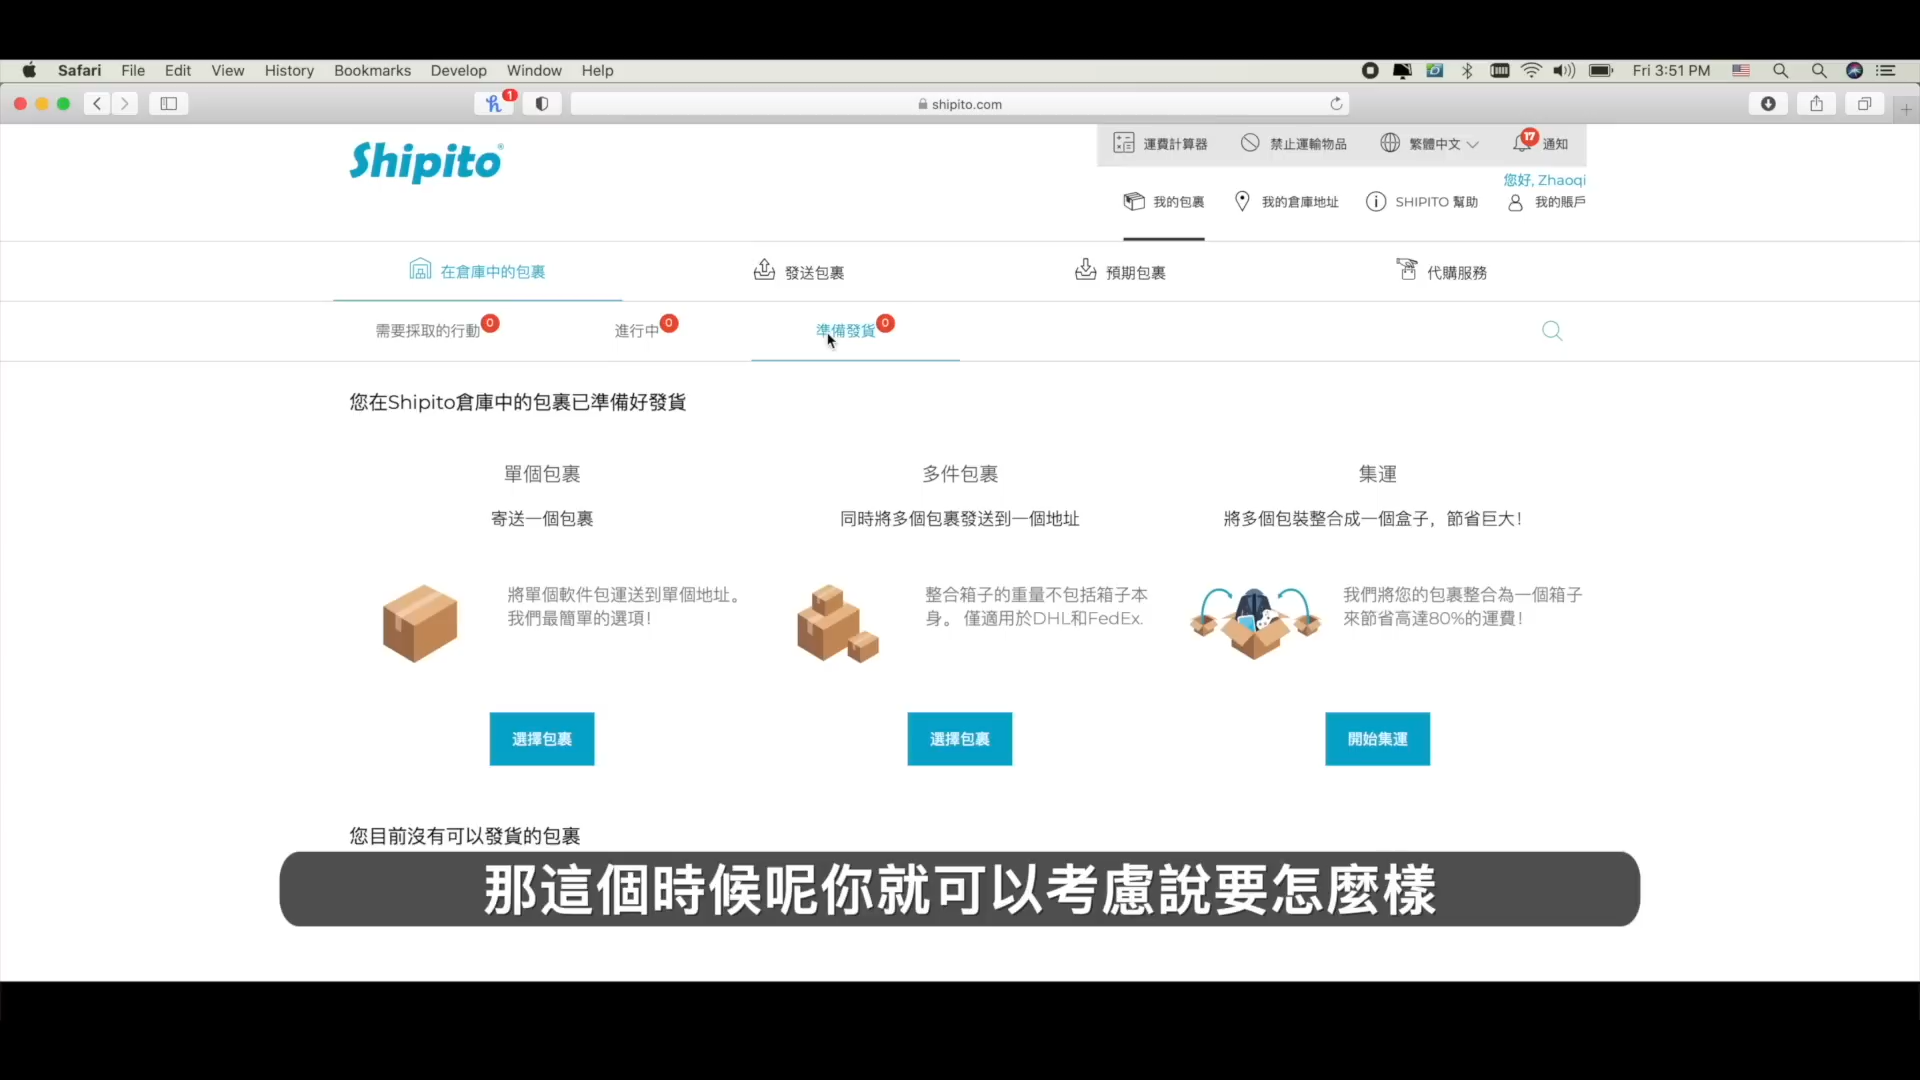 Safari File Edit View History Bookmarks Develop Window Help Fri 3:51 PM
1 shipito.com
Shipito
運費計算器 禁止運輸物品 繁體中文 17 通知
您好, Zhaoqi
我的包裹 我的倉庫地址 SHIPITO 幫助 我的賬戶
在倉庫中的包裹 發送包裹 預期包裹 代購服務
需要採取的行動 0 進行中 0 準備發貨 0
您在Shipito倉庫中的包裹已準備好發貨
單個包裹 多件包裹 集運
寄送一個包裹 同時將多個包裹發送到一個地址 將多個包裝整合成一個盒子，節省巨大！
將單個軟件包運送到單個地址。
我們最簡單的選項！
整合箱子的重量不包括箱子本
身。 僅適用於DHL和FedEx.
我們將您的包裹整合為一個箱子
來節省高達80%的運費！
選擇包裹 選擇包裹 開始集運
您目前沒有可以發貨的包裹
那這個時候呢你就可以考慮說要怎麼樣